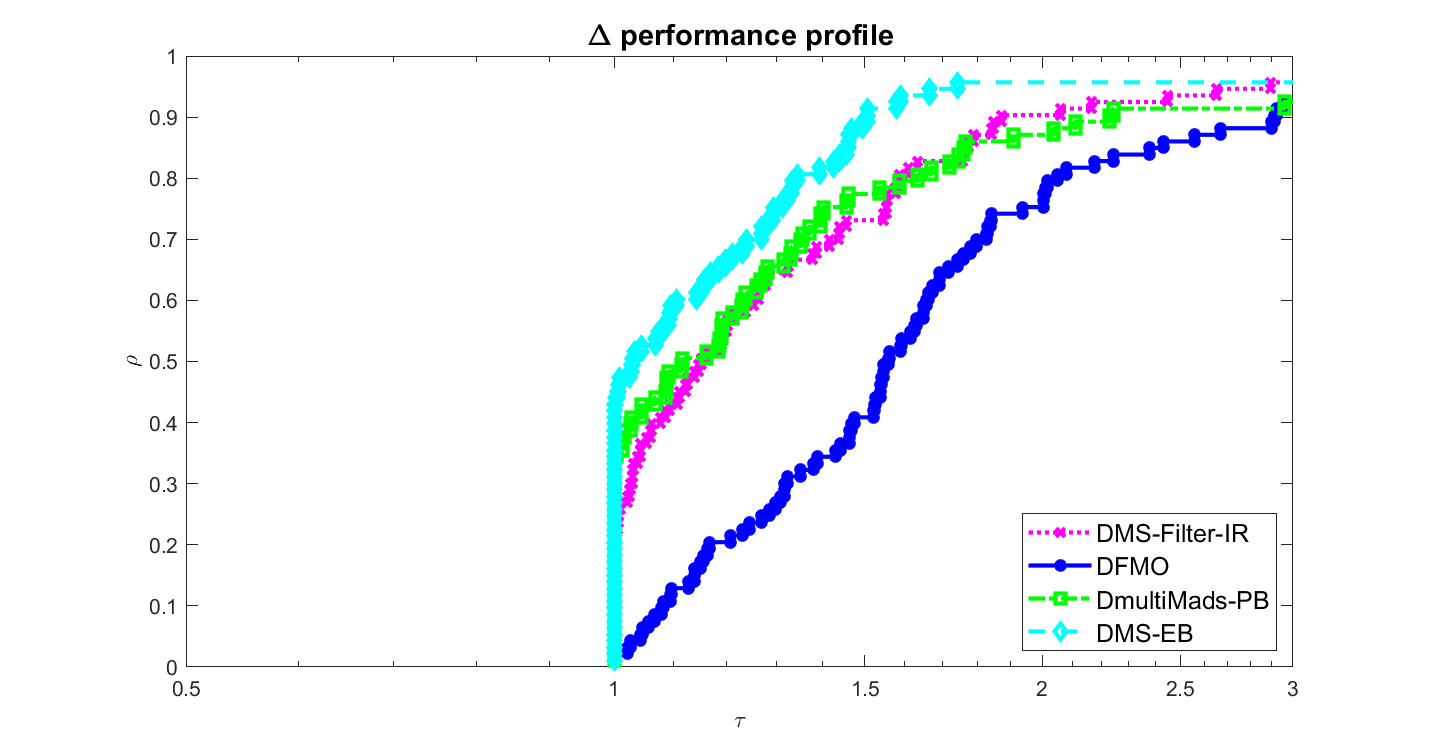 Δ performance profile
1
0.9
0.8
0.7
0.6
0.5
0.4
0.3
0.2
0.1
0
ρ
0.5 1 1.5 2 2.5 3
τ
DMS-Filter-IR
DFMO
DmultiMads-PB
DMS-EB